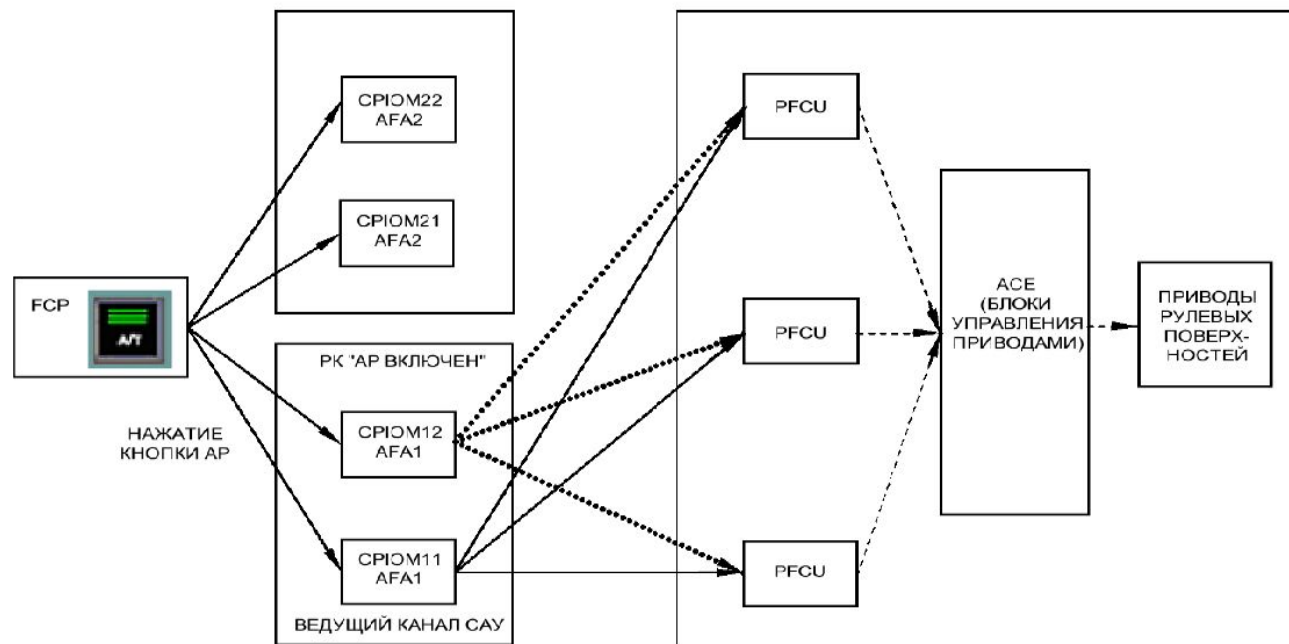 FCP
А/Т
НАЖАТИЕ
КНОПКИ АР
CPIOM22
AFA2
CPIOM21
AFA2
РК "АР ВКЛЮЧЕН"
CPIOM12
AFA1
CPIOM11
AFA1
ВЕДУЩИЙ КАНАЛ САУ
PFCU
PFCU
PFCU
ACE
(БЛОКИ
УПРАВЛЕНИЯ
ПРИВОДАМИ)
ПРИВОДЫ
РУЛЕВЫХ
ПОВЕРХ-
НОСТЕЙ